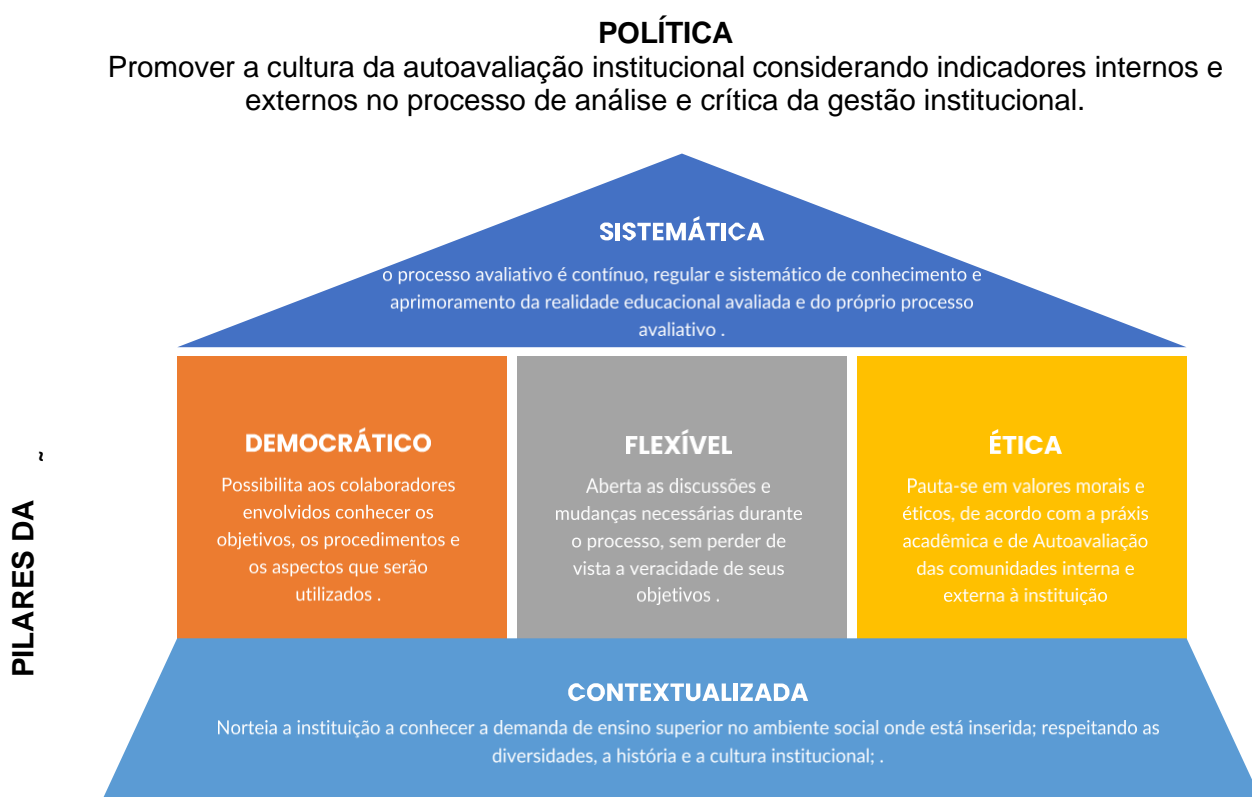 POLÍTICA
Promover a cultura da autoavaliação institucional considerando indicadores internos e
externos no processo de análise e crítica da gestão institucional.
SISTEMÁTICA
o processo avaliativo é contínuo, regular e sistemático de conhecimento e
aprimoramento da realidade educacional avaliada e do próprio processo
avaliativo .
DEMOCRÁTICO
Possibilita aos colaboradores
envolvidos conhecer os
objetivos, os procedimentos e
os aspectos que serão
utilizados .
FLEXÍVEL
Aberta as discussões e
mudanças necessárias durante
o processo, sem perder de
vista a veracidade de seus
objetivos .
ÉTICA
Pauta-se em valores morais e
éticos, de acordo com a práxis
acadêmica e de Autoavaliação
das comunidades interna e
externa à instituição
CONTEXTUALIZADA
Norteia a instituição a conhecer a demanda de ensino superior no ambiente social onde está inserida; respeitando as
diversidades, a história e a cultura institucional; .
PILARES DA